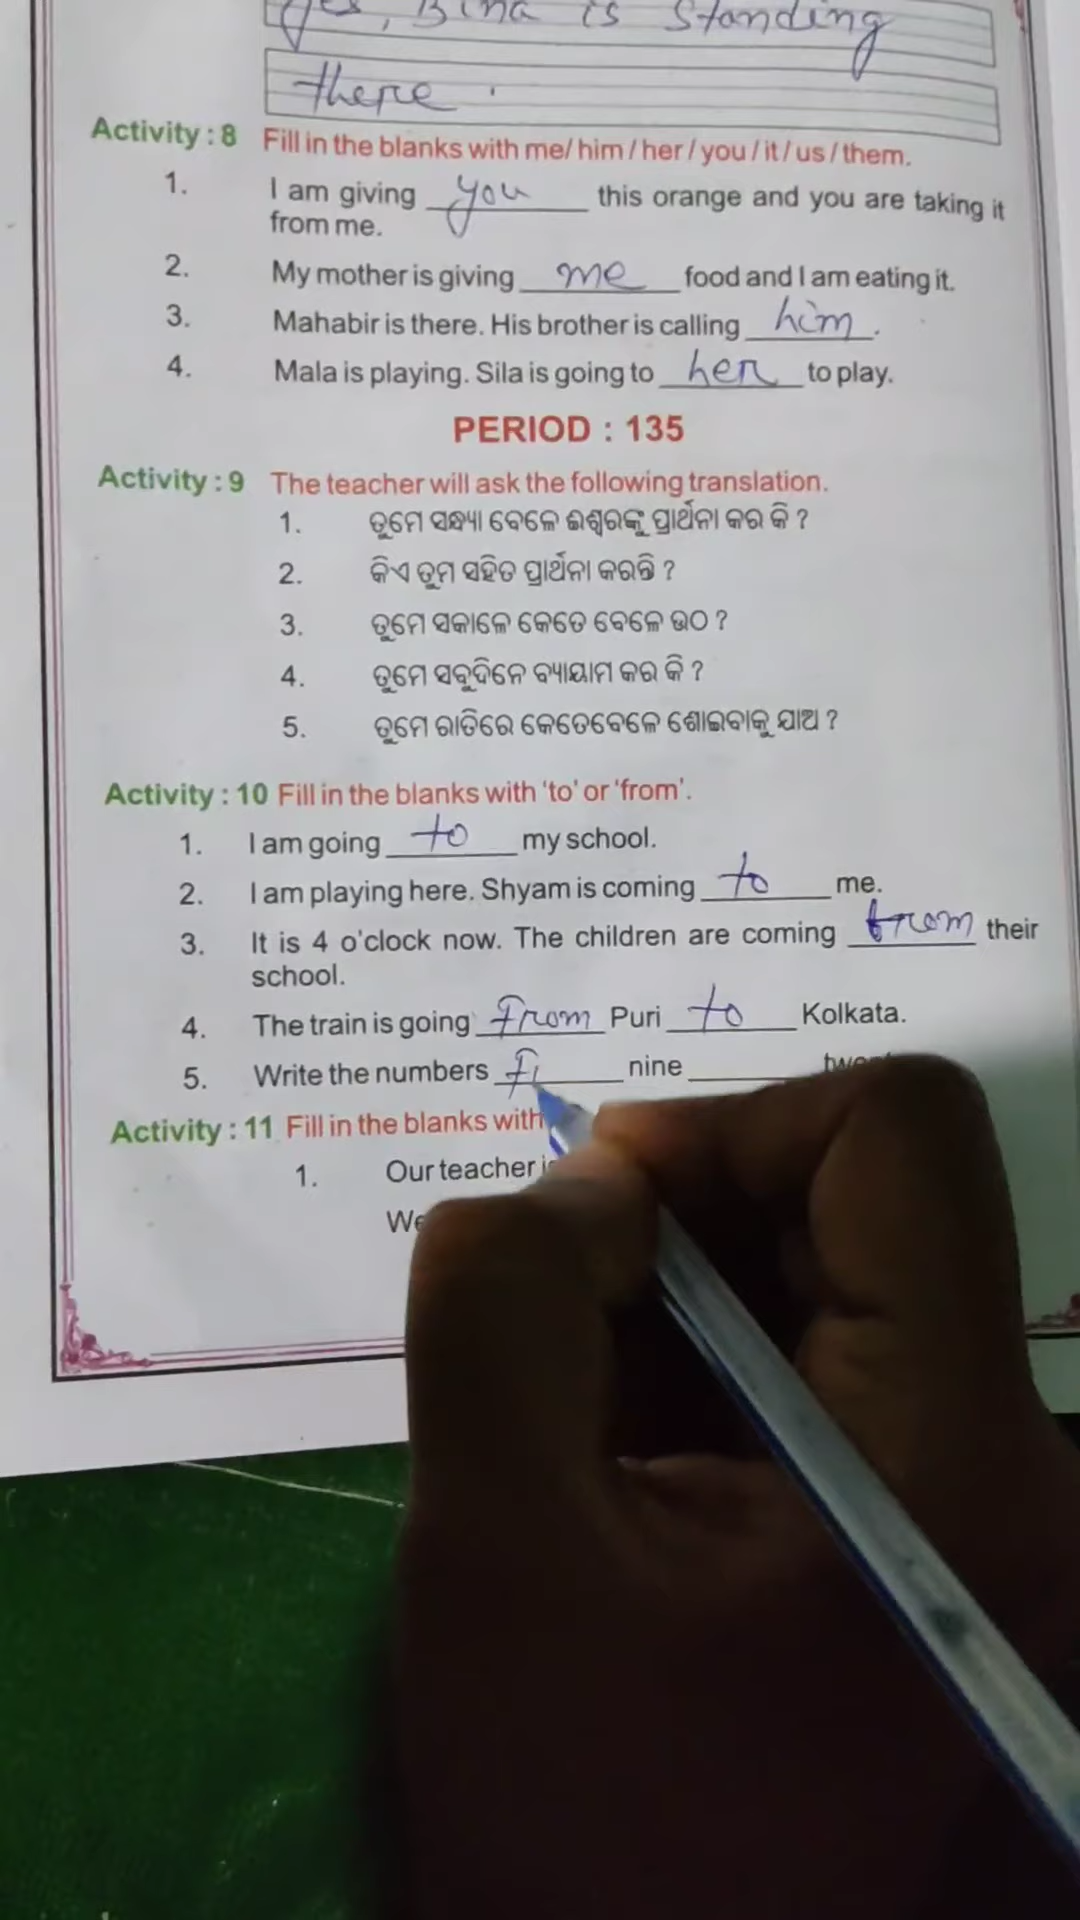 yes, Bina is standing
there.
Activity : 8 Fill in the blanks with me/ him / her / you / it / us / them.
1. I am giving you this orange and you are taking it
from me.
2. My mother is giving me food and I am eating it.
3. Mahabir is there. His brother is calling him.
4. Mala is playing. Sila is going to her to play.
PERIOD : 135
Activity : 9 The teacher will ask the following translation.
1. ତୁମେ ସନ୍ଧ୍ୟା ବେଳେ ଈଶ୍ୱରଙ୍କୁ ପ୍ରାର୍ଥନା କର କି ?
2. କିଏ ତୁମ ସହିତ ପ୍ରାର୍ଥନା କରନ୍ତି ?
3. ତୁମେ ସକାଳେ କେତେ ବେଳେ ଉଠ ?
4. ତୁମେ ସବୁଦିନେ ବ୍ୟାୟାମ କର କି ?
5. ତୁମେ ରାତିରେ କେତେବେଳେ ଶୋଇବାକୁ ଯାଅ ?
Activity : 10 Fill in the blanks with 'to' or 'from'.
1. I am going to my school.
2. I am playing here. Shyam is coming to me.
3. It is 4 o'clock now. The children are coming from their
school.
4. The train is going From Puri to Kolkata.
5. Write the numbers nine
Activity : 11 Fill in the blanks with
1. Our teacher
We